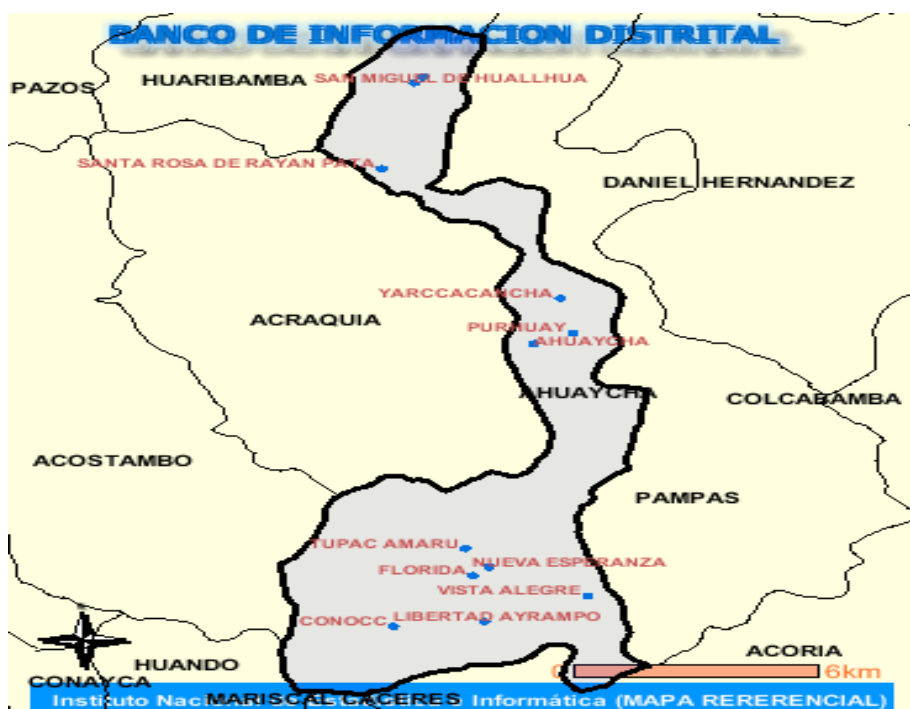 BANCO DE INFORMACION DISTRITAL
PAZOS
HUARIBAMBA
SAN MIGUEL DE HUALLHUA
SANTA ROSA DE RAYAN PATA
DANIEL HERNANDEZ
YARCCACANCHA
ACRAQUIA
PURHUAY
AHUAYCHA
AHUAYCHA
COLCABAMBA
ACOSTAMBO
PAMPAS
TUPAC AMARU
NUEVA ESPERANZA
FLORIDA
VISTA ALEGRE
CONOCC
LIBERTAD AYRAMPO
ACORIA
HUANDO
0 6km
CONAYCA
MARISCAL CACERES
Instituto Nac Informática (MAPA RERERENCIAL)